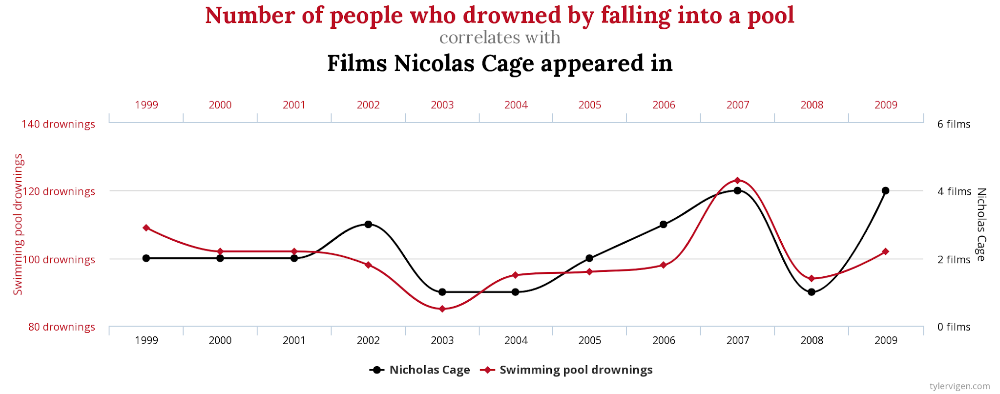 Number of people who drowned by falling into a pool
correlates with
Films Nicolas Cage appeared in
1999 2000 2001 2002 2003 2004 2005 2006 2007 2008 2009
140 drownings 6 films
120 drownings 4 films
100 drownings 2 films
80 drownings 0 films
Swimming pool drownings
Nicholas Cage
1999 2000 2001 2002 2003 2004 2005 2006 2007 2008 2009
Nicholas Cage Swimming pool drownings
tylervigen.com